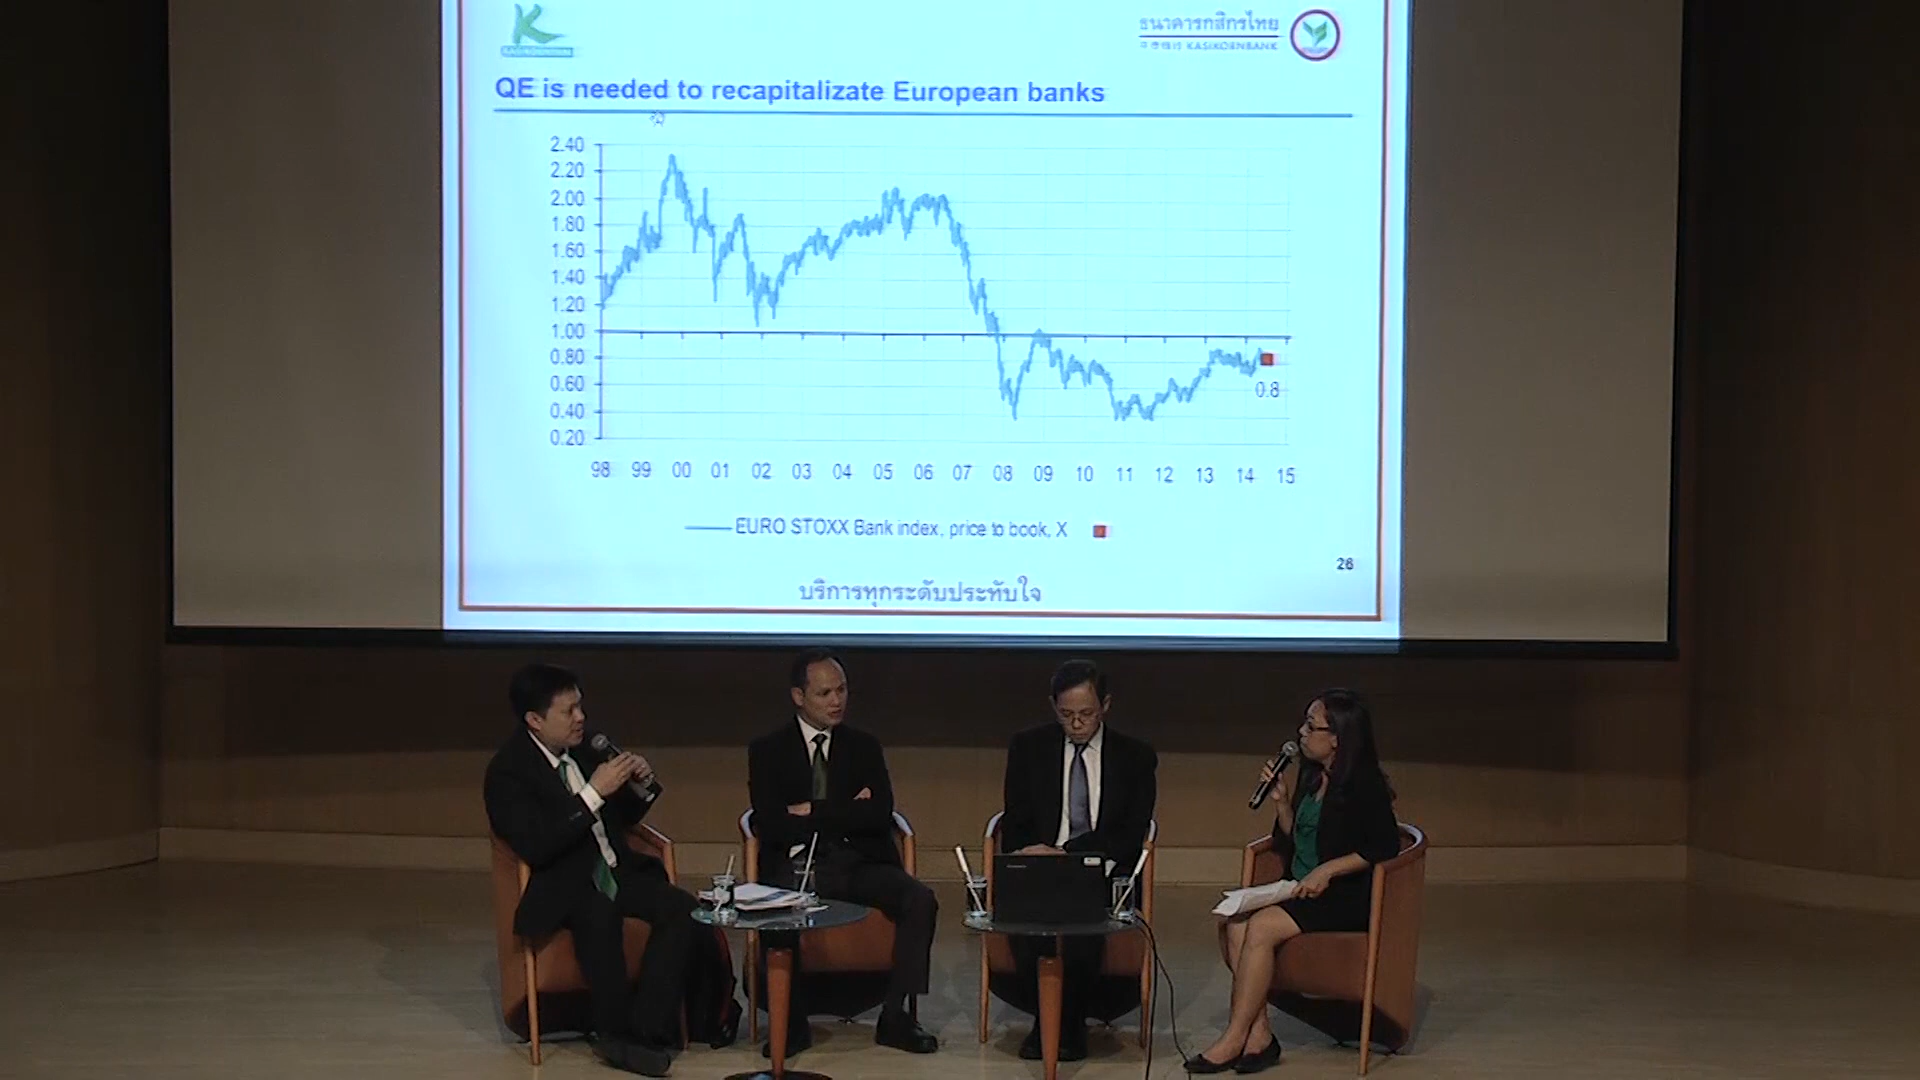 ธนาคารกสิกรไทย
KASIKORNBANK
QE is needed to recapitalizate European banks
2.40
2.20
2.00
1.80
1.60
1.40
1.20
1.00
0.80
0.60
0.40
0.20
0.8
98 99 00 01 02 03 04 05 06 07 08 09 10 11 12 13 14 15
EURO STOXX Bank index, price to book, X
26
บริการทุกระดับประทับใจ